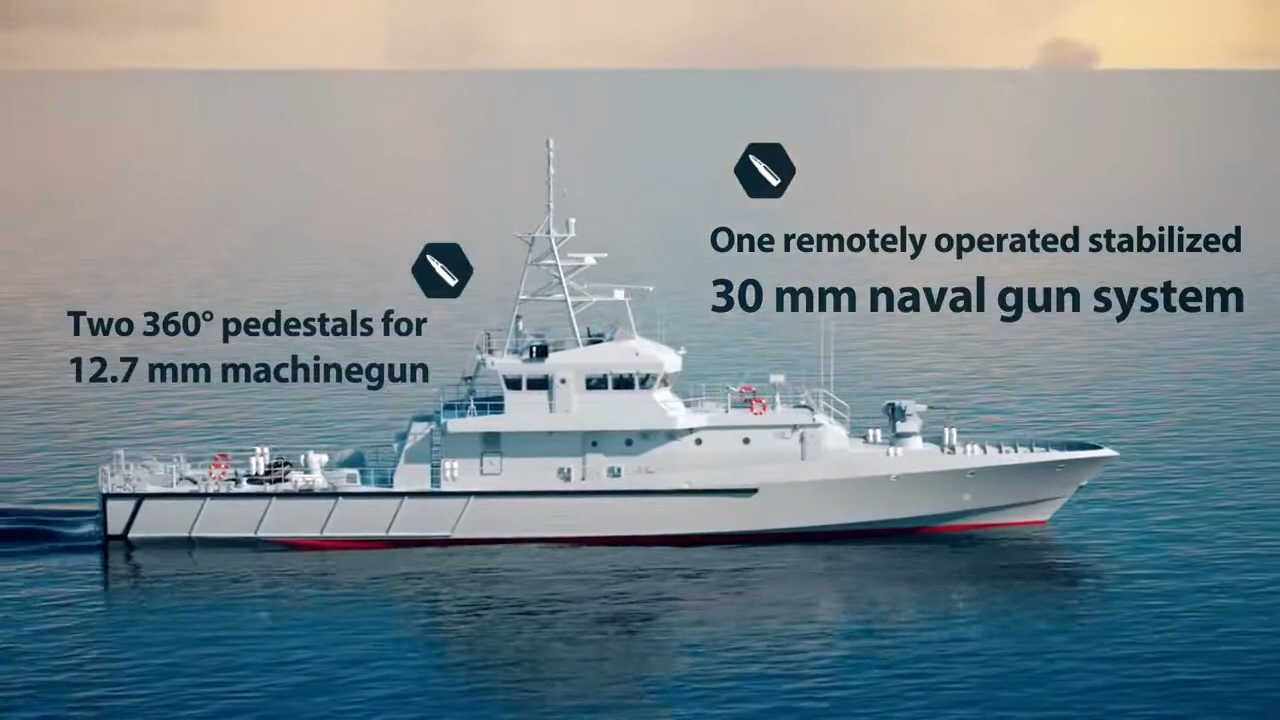 Two 360° pedestals for
12.7 mm machinegun
One remotely operated stabilized
30 mm naval gun system